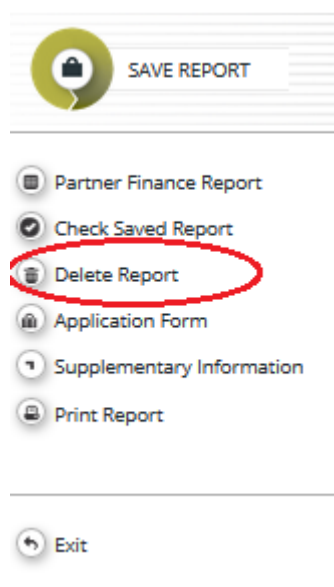 SAVE REPORT
Partner Finance Report
Check Saved Report
Delete Report
Application Form
Supplementary Information
Print Report
Exit